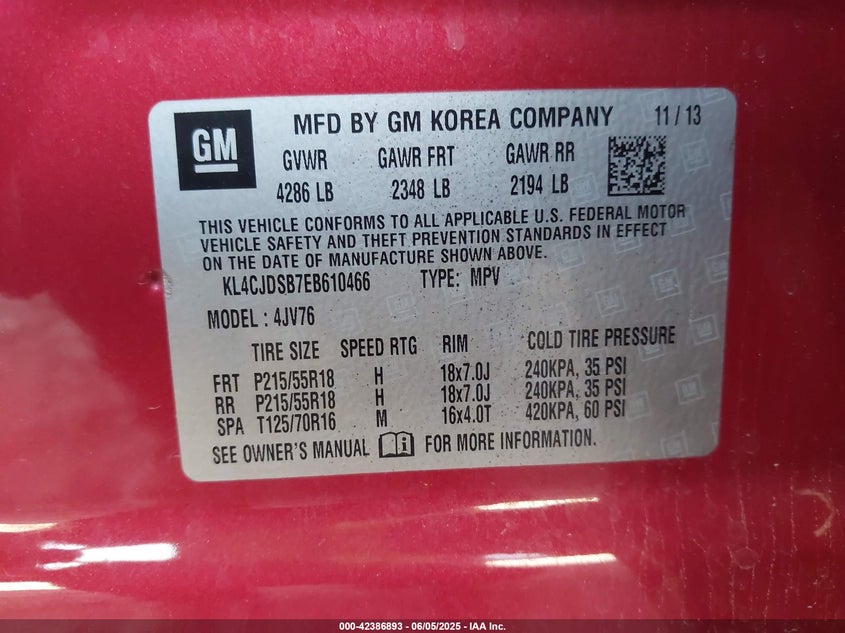 GM MFD BY GM KOREA COMPANY 11 / 13
GVWR GAWR FRT GAWR RR
4286 LB 2348 LB 2194 LB
THIS VEHICLE CONFORMS TO ALL APPLICABLE U.S. FEDERAL MOTOR
VEHICLE SAFETY AND THEFT PREVENTION STANDARDS IN EFFECT
ON THE DATE OF MANUFACTURE SHOWN ABOVE.
KL4CJDSB7EB610466 TYPE: MPV
MODEL : 4JV76
TIRE SIZE SPEED RTG RIM COLD TIRE PRESSURE
FRT P215/55R18 H 18x7.0J 240KPA, 35 PSI
RR P215/55R18 H 18x7.0J 240KPA, 35 PSI
SPA T125/70R16 M 16x4.0T 420KPA, 60 PSI
SEE OWNER'S MANUAL FOR MORE INFORMATION.
000-42386893 / 06/05/2025 - IAA Inc.